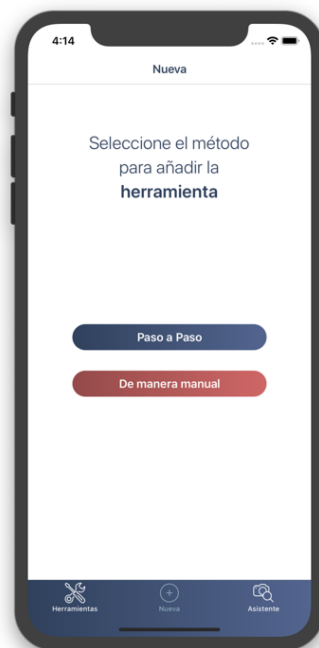 4:14
Nueva
Seleccione el método
para añadir la
herramienta
Paso a Paso
De manera manual
Herramientas
Nueva
Asistente